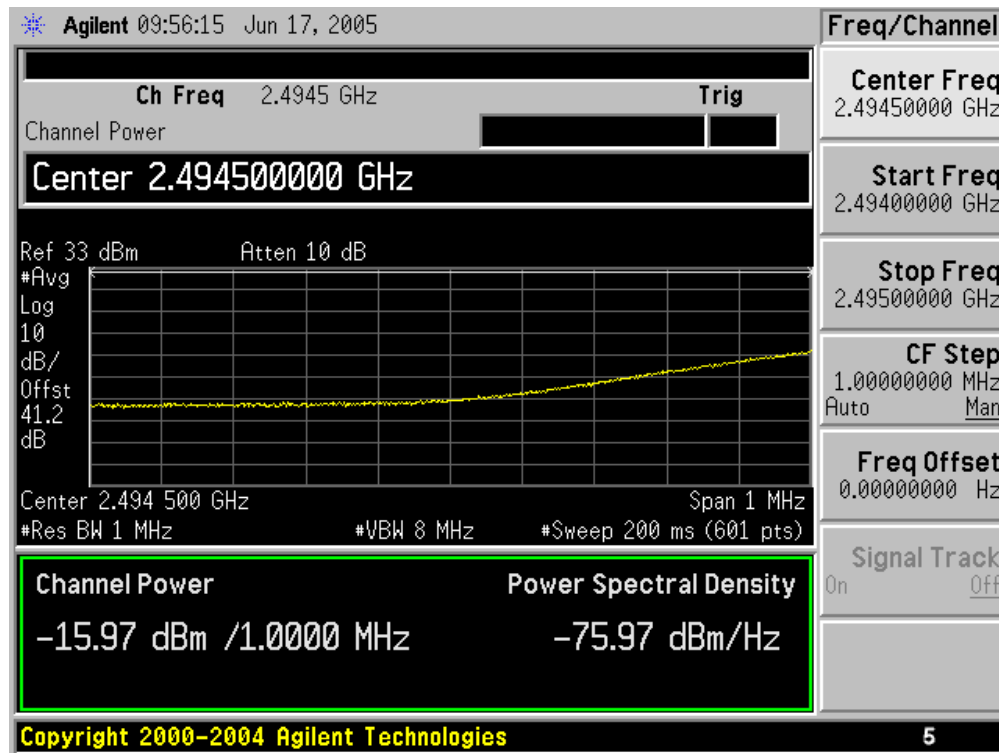 Agilent 09:56:15 Jun 17, 2005
Ch Freq 2.4945 GHz Trig
Channel Power
Center 2.494500000 GHz
Ref 33 dBm Atten 10 dB
#Avg
Log
10
dB/
Offst
41.2
dB
Center 2.494 500 GHz Span 1 MHz
#Res BW 1 MHz #VBW 8 MHz #Sweep 200 ms (601 pts)
Channel Power Power Spectral Density
-15.97 dBm /1.0000 MHz -75.97 dBm/Hz
Copyright 2000-2004 Agilent Technologies 5
Freq/Channel
Center Freq
2.49450000 GHz
Start Freq
2.49400000 GHz
Stop Freq
2.49500000 GHz
CF Step
1.00000000 MHz
Auto Man
Freq Offset
0.00000000 Hz
Signal Track
On Off